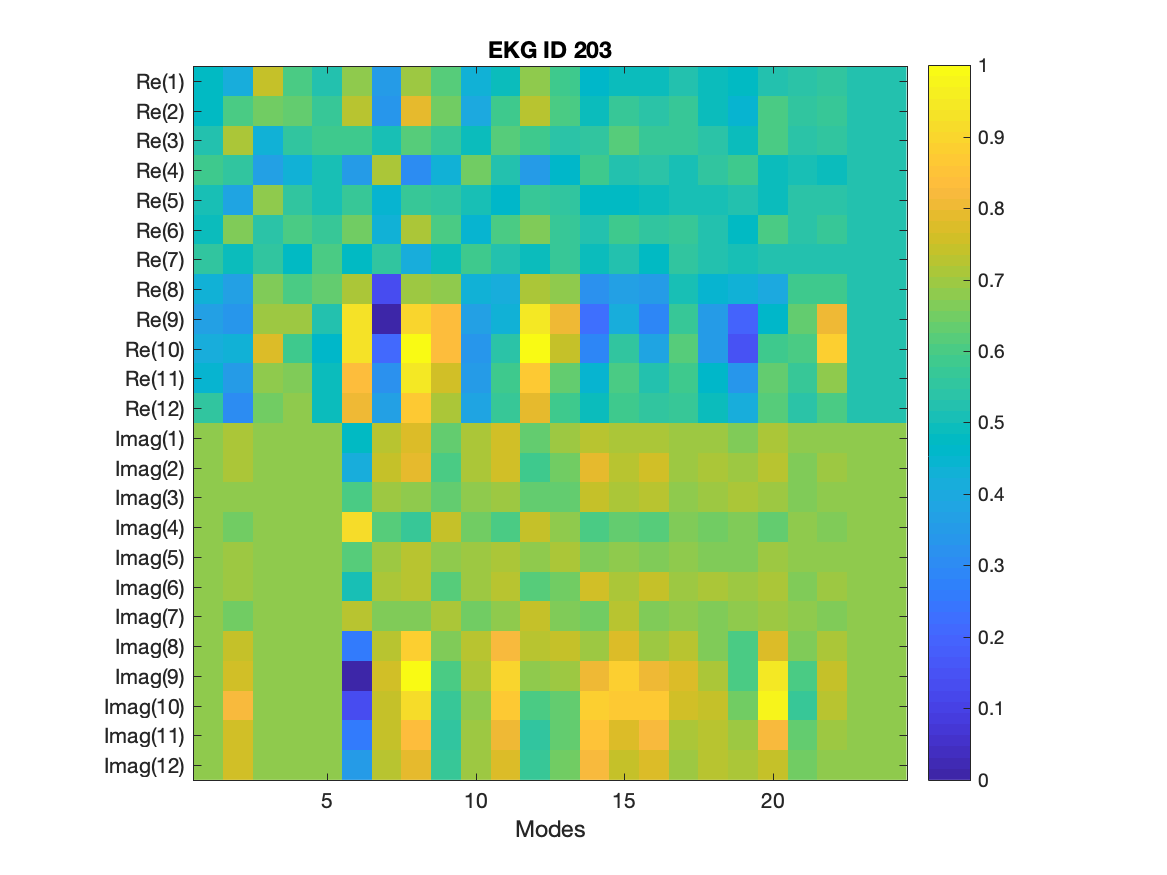 EKG ID 203
Re(1)
Re(2)
Re(3)
Re(4)
Re(5)
Re(6)
Re(7)
Re(8)
Re(9)
Re(10)
Re(11)
Re(12)
Imag(1)
Imag(2)
Imag(3)
Imag(4)
Imag(5)
Imag(6)
Imag(7)
Imag(8)
Imag(9)
Imag(10)
Imag(11)
Imag(12)
5 10 15 20
Modes
1
0.9
0.8
0.7
0.6
0.5
0.4
0.3
0.2
0.1
0